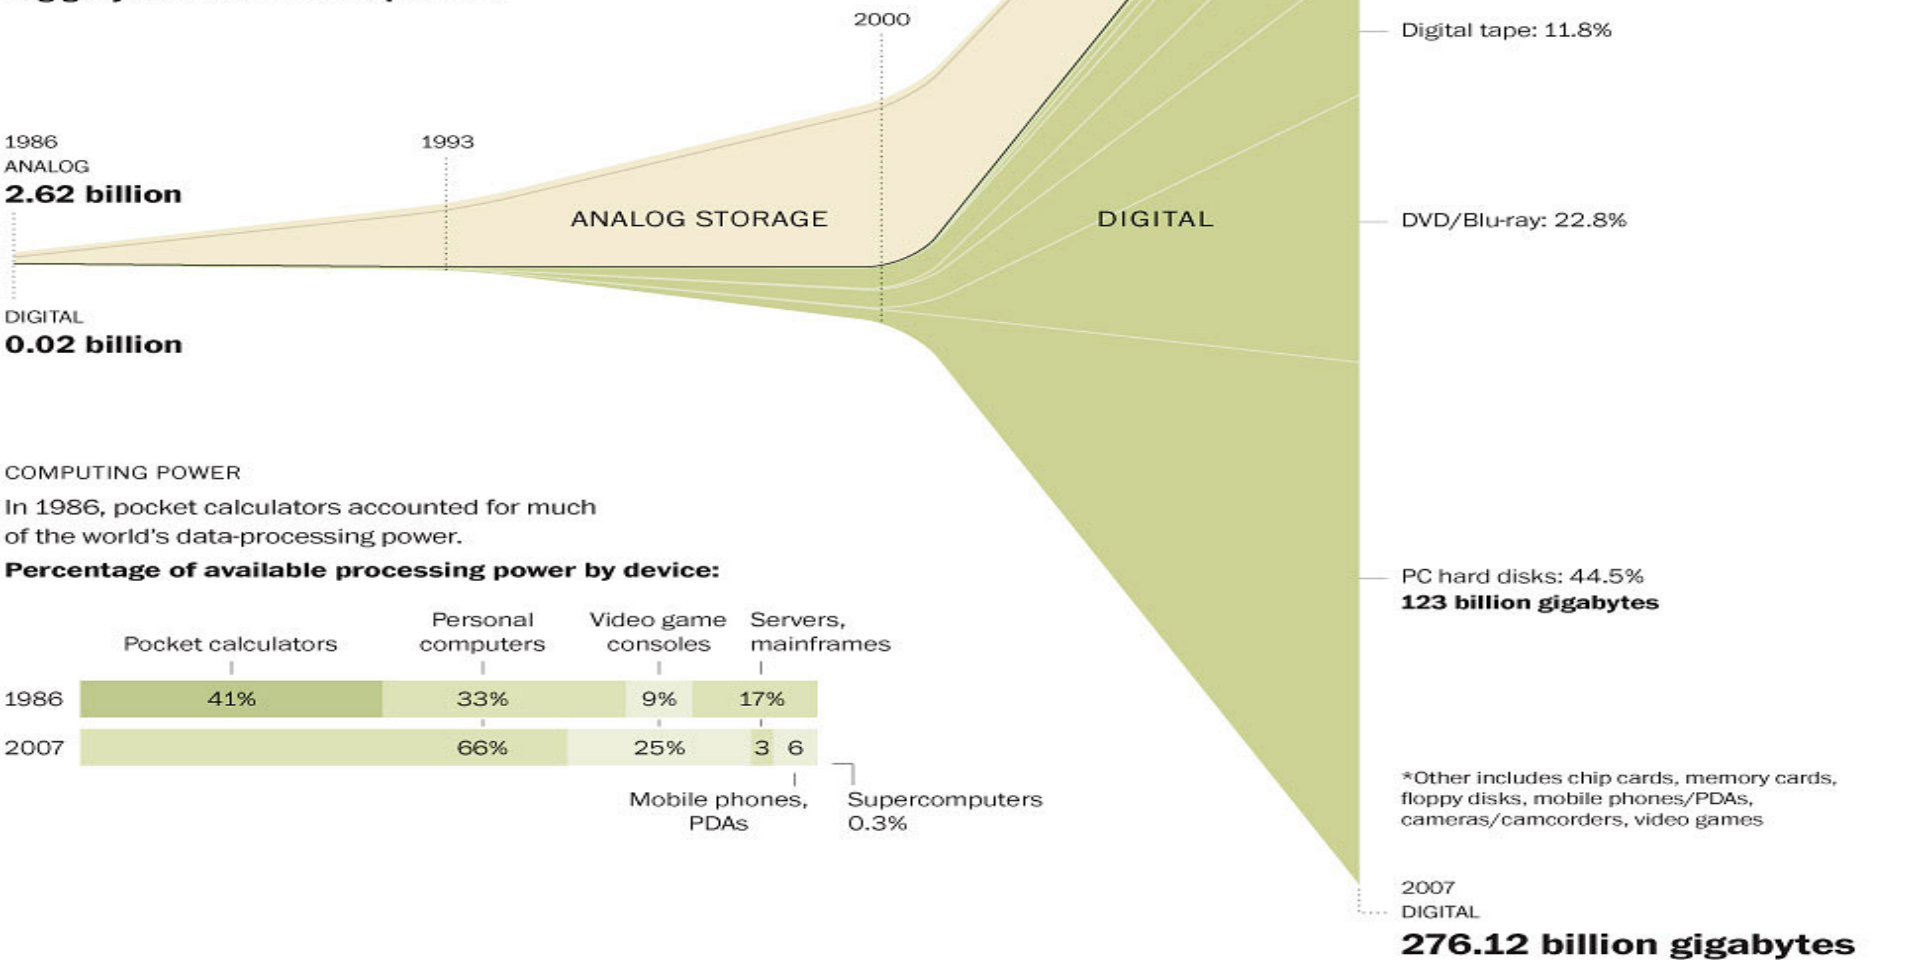 2000
Digital tape: 11.8%
1986
ANALOG
2.62 billion
1993
ANALOG STORAGE
DIGITAL
DVD/Blu-ray: 22.8%
DIGITAL
0.02 billion
COMPUTING POWER
In 1986, pocket calculators accounted for much
of the world's data-processing power.
Percentage of available processing power by device:
PC hard disks: 44.5%
123 billion gigabytes
Pocket calculators
Personal
computers
Video game
consoles
Servers,
mainframes
1986 41% 33% 9% 17%
2007 66% 25% 3 6
Mobile phones,
PDAs
Supercomputers
0.3%
*Other includes chip cards, memory cards,
floppy disks, mobile phones/PDAs,
cameras/camcorders, video games
2007
DIGITAL
276.12 billion gigabytes